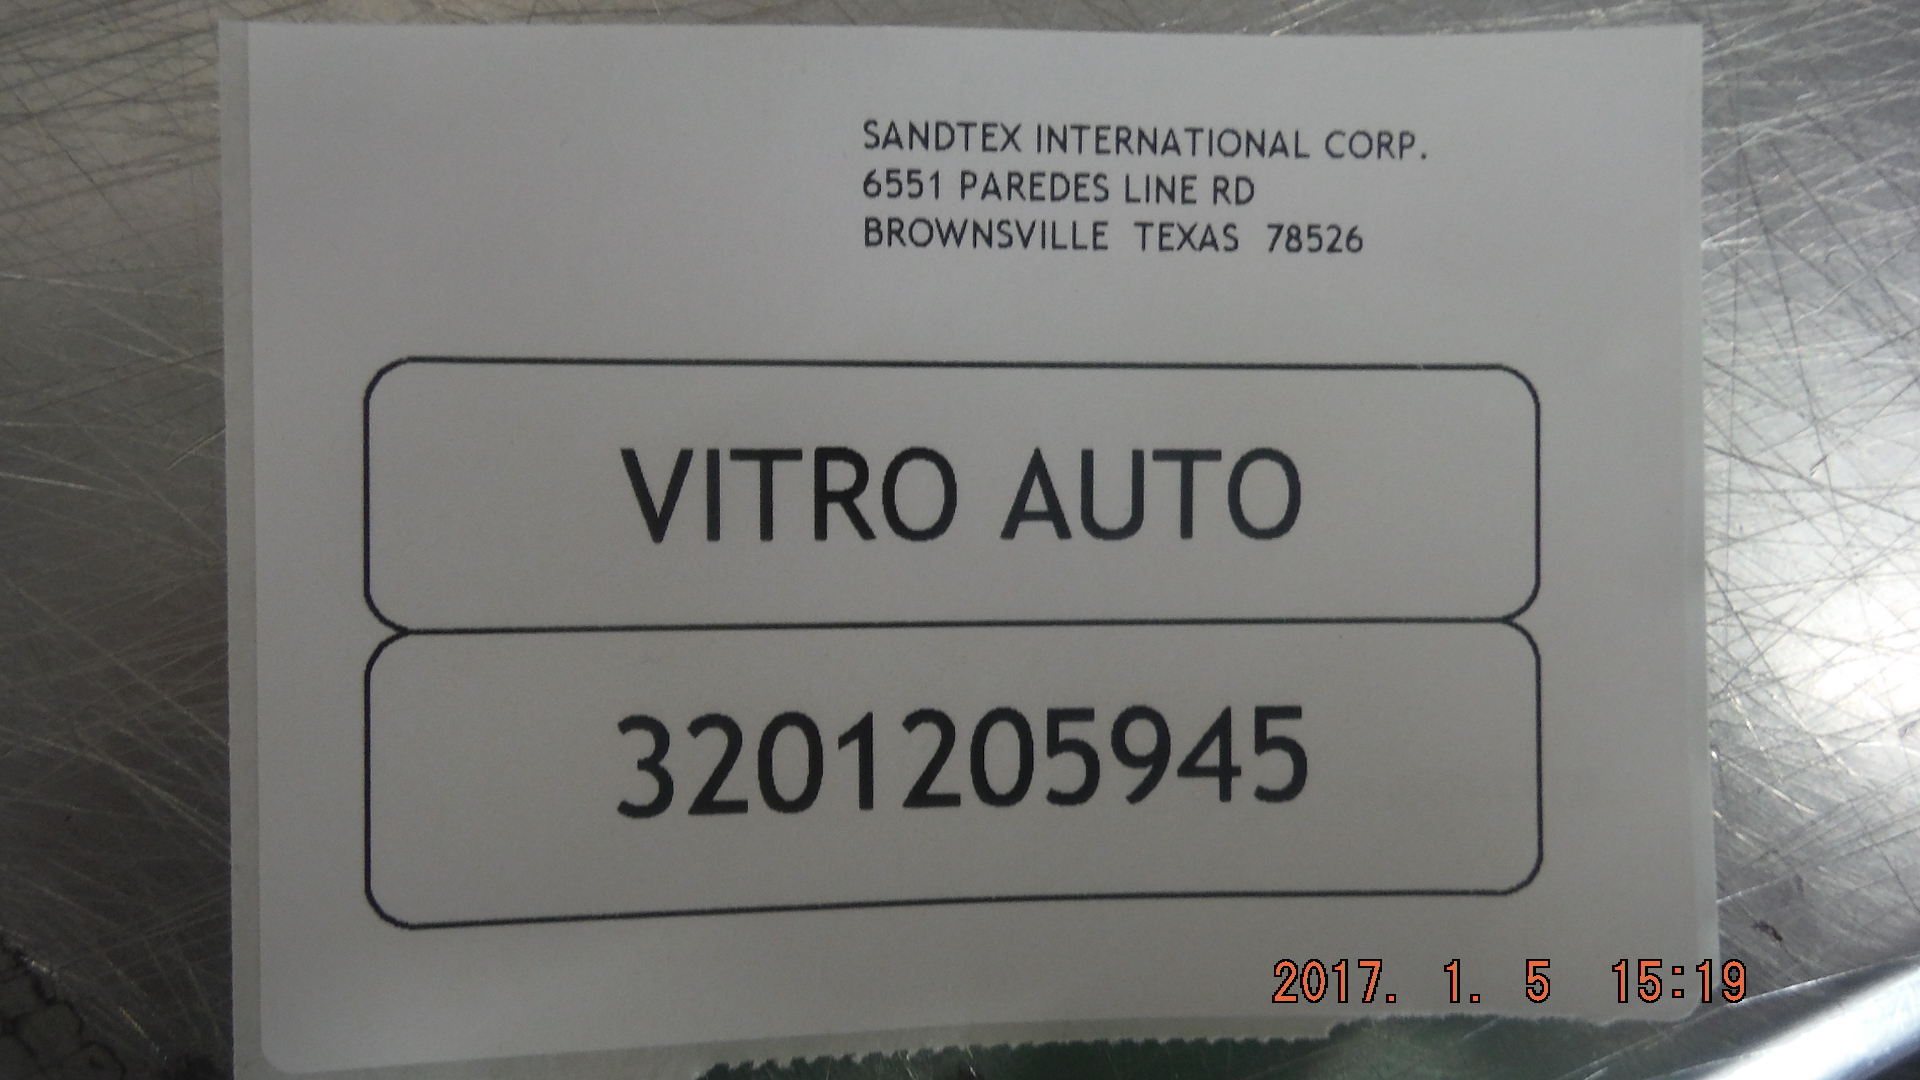 SANDTEX INTERNATIONAL CORP.
6551 PAREDES LINE RD
BROWNSVILLE TEXAS 78526
VITRO AUTO
3201205945
2017. 1. 5 15:19